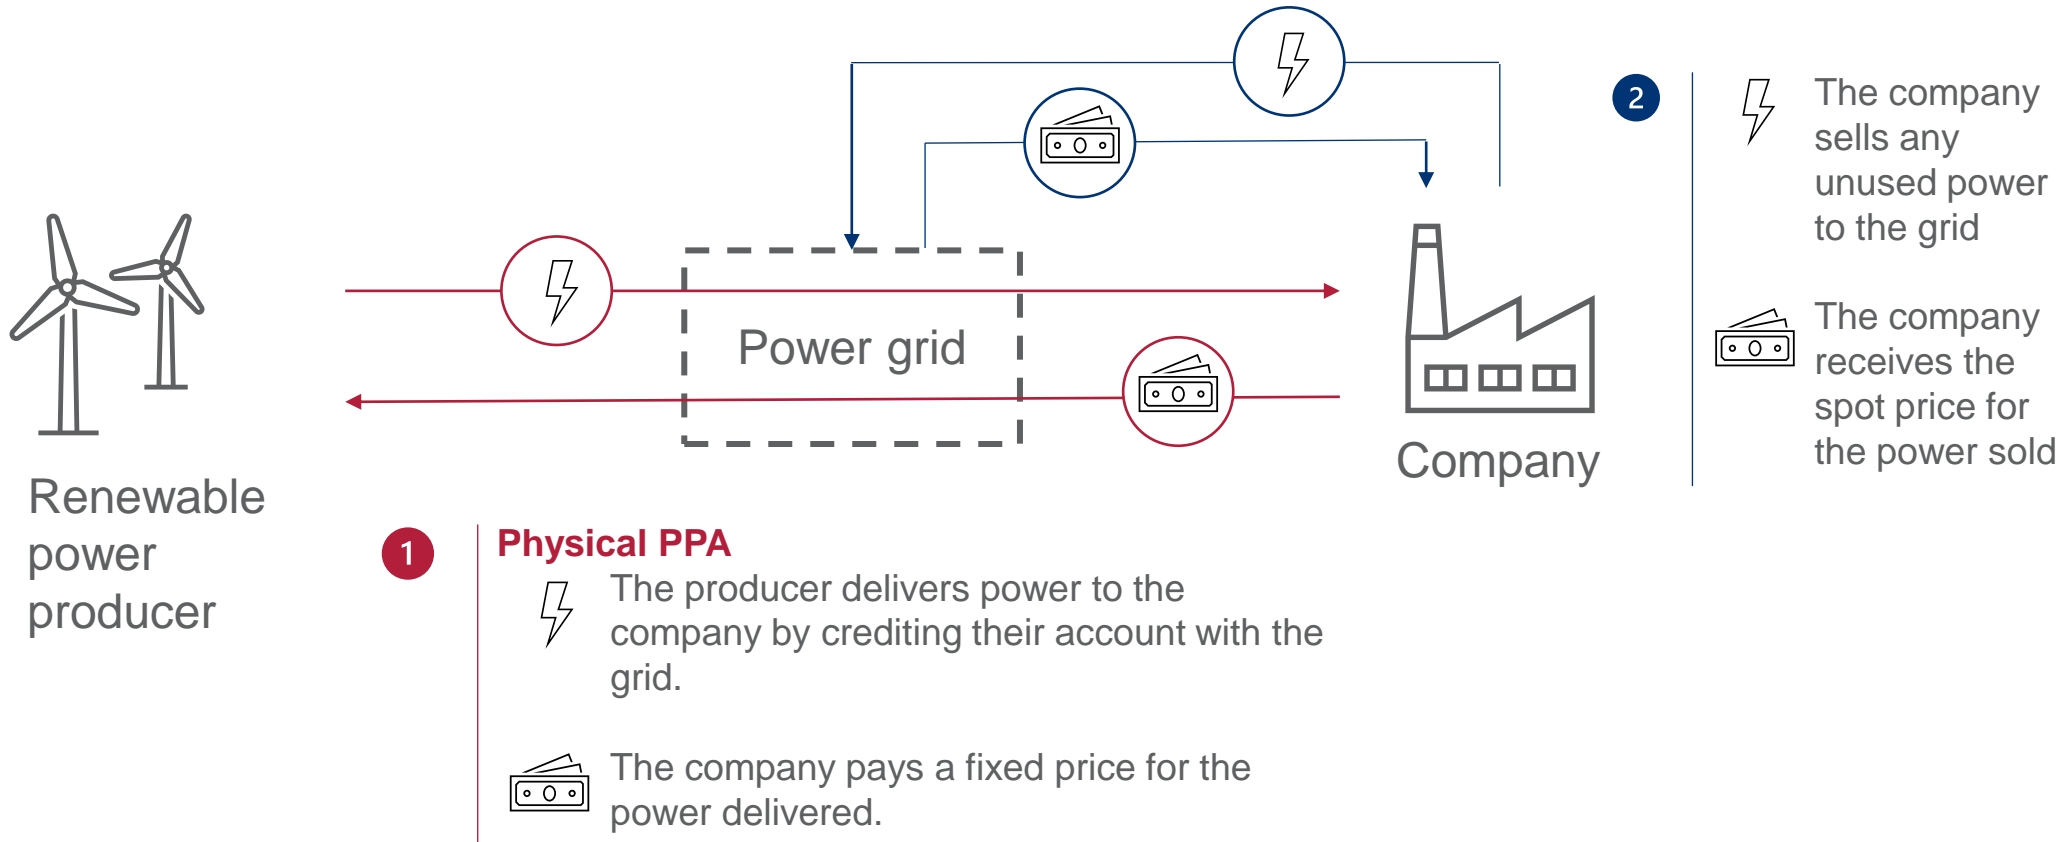 Power grid
Company
Renewable
power
producer
1
Physical PPA
The producer delivers power to the
company by crediting their account with the
grid.
The company pays a fixed price for the
power delivered.
2
The company
sells any
unused power
to the grid
The company
receives the
spot price for
the power sold